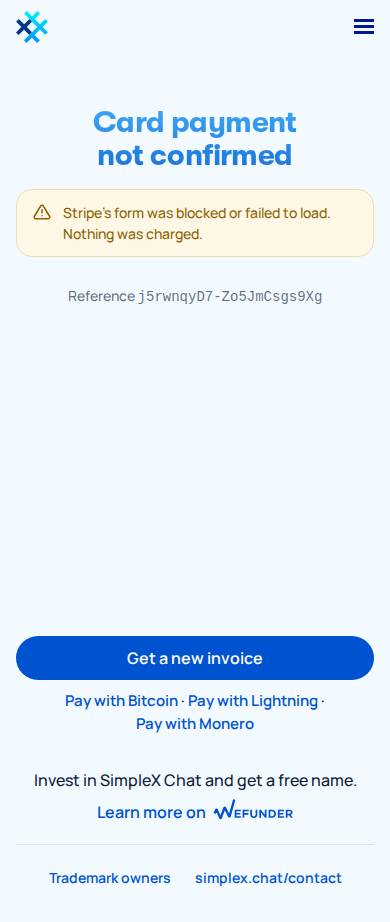 Card payment
not confirmed
Stripe's form was blocked or failed to load.
Nothing was charged.
Reference j5rwnqyD7-Zo5JmCsgs9Xg
Get a new invoice
Pay with Bitcoin · Pay with Lightning ·
Pay with Monero
Invest in SimpleX Chat and get a free name.
Learn more on WEFUNDER
Trademark owners simplex.chat/contact